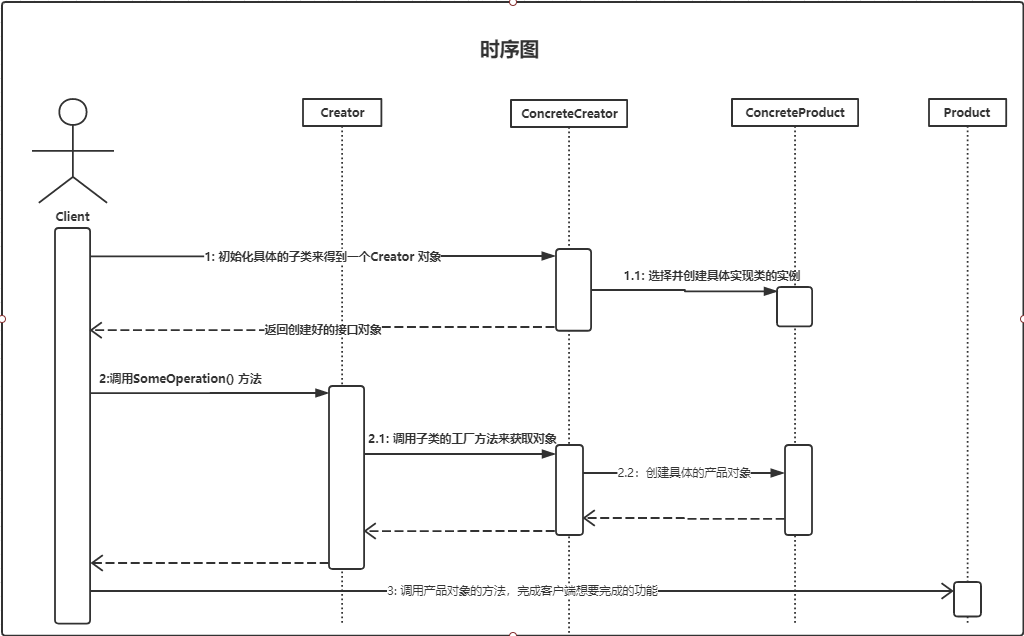 时序图
Creator
ConcreteCreator
ConcreteProduct
Product
Client
1: 初始化具体的子类来得到一个Creator 对象
1.1: 选择并创建具体实现类的实例
返回创建好的接口对象
2:调用SomeOperation() 方法
2.1: 调用子类的工厂方法来获取对象
2.2：创建具体的产品对象
3: 调用产品对象的方法，完成客户端想要完成的功能